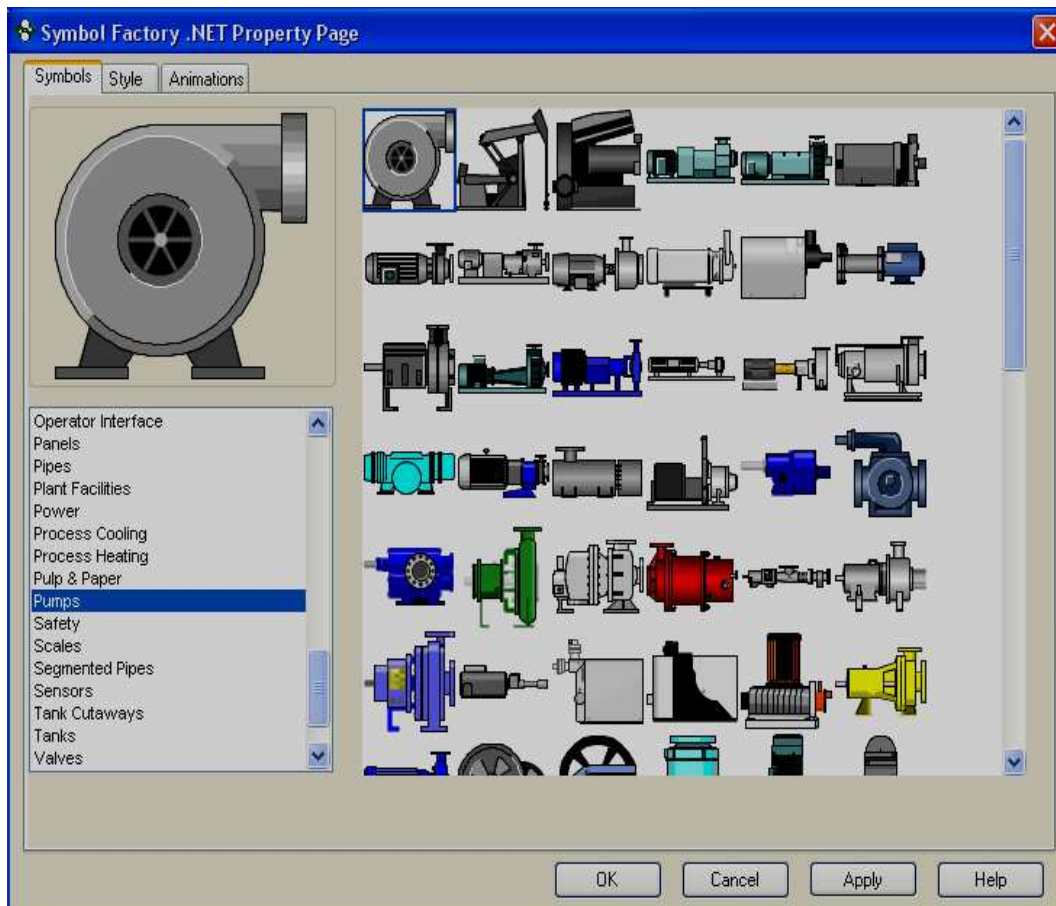 Symbol Factory .NET Property Page
Symbols Style Animations
Operator Interface
Panels
Pipes
Plant Facilities
Power
Process Cooling
Process Heating
Pulp & Paper
Pumps
Safety
Scales
Segmented Pipes
Sensors
Tank Cutaways
Tanks
Valves
OK Cancel Apply Help